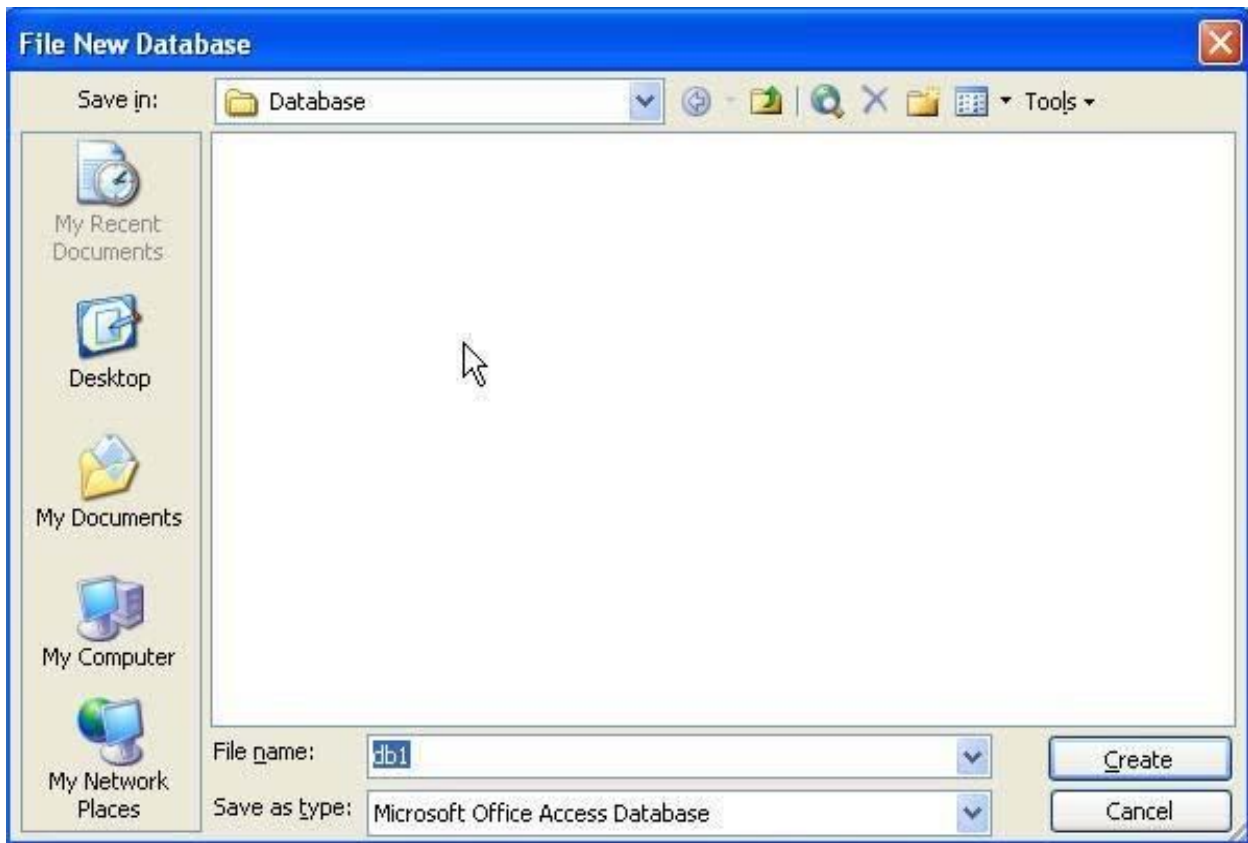 File New Database
Save in:
Database
Tools
My Recent
Documents
Desktop
My Documents
My Computer
My Network
Places
File name:
db1
Create
Save as type:
Microsoft Office Access Database
Cancel